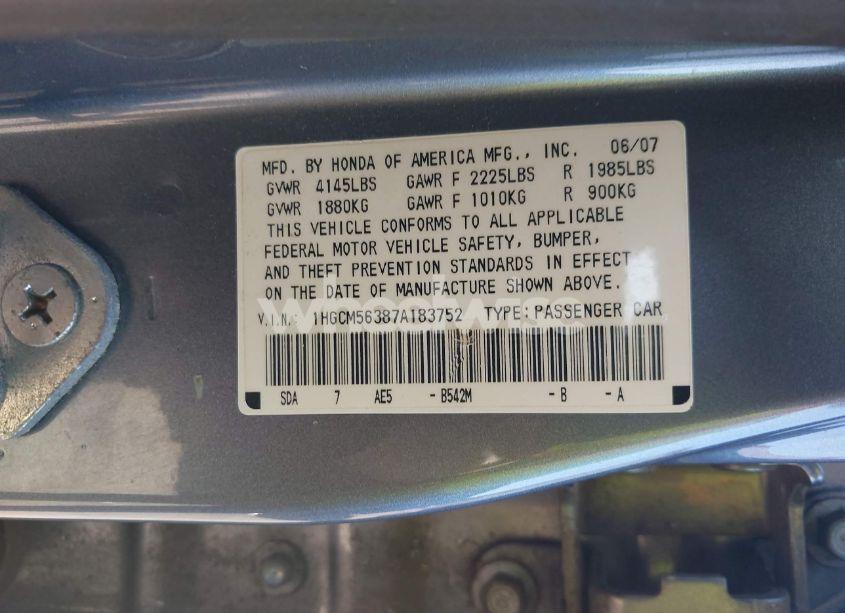 MFD. BY HONDA OF AMERICA MFG., INC. 06/07
GVWR 4145LBS GAWR F 2225LBS R 1985LBS
GVWR 1880KG GAWR F 1010KG R 900KG
THIS VEHICLE CONFORMS TO ALL APPLICABLE
FEDERAL MOTOR VEHICLE SAFETY, BUMPER,
AND THEFT PREVENTION STANDARDS IN EFFECT
ON THE DATE OF MANUFACTURE SHOWN ABOVE.
V.I.N.: 1HGCM56387A183752 TYPE: PASSENGER CAR
SDA 7 AE5 - B542M - B - A